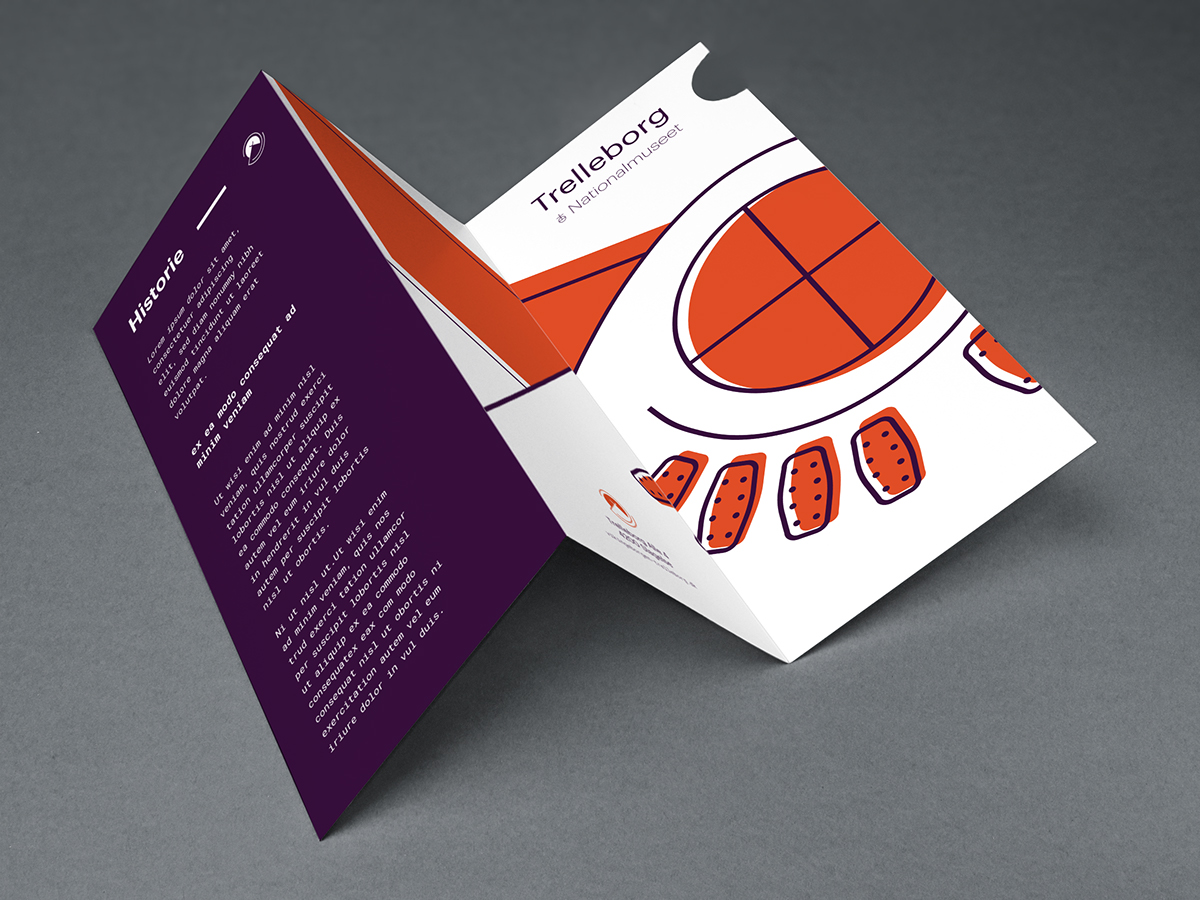 Historie
Lorem ipsum dolor sit amet,
consectetuer adipiscing
elit, sed diam nonummy nibh
euismod tincidunt ut laoreet
dolore magna aliquam erat
volutpat.
ex ea modo consequat ad
minim veniam
Ut wisi enim ad minim nisl
veniam, quis nostrud exerci
tation ullamcorper suscipit
lobortis nisl ut aliquip ex
ea commodo consequat. Duis
autem vel eum iriure dolor
in handrerit in vul duis
autem per suscipit lobortis
nisl ut obortis.
Ni ut nisl ut ut wisi enim
ad minim veniam, quis nos
trud exerci tation ullamcor
per suscipit lobortis nisi
ut aliquip ex ea commodo
consequatex eax com modo
consequat nisl ut obortis ni
exercitation autem vel eum
iriure dolor in vul duis.
Trelleborg
Nationalmuseet
Trelleborg